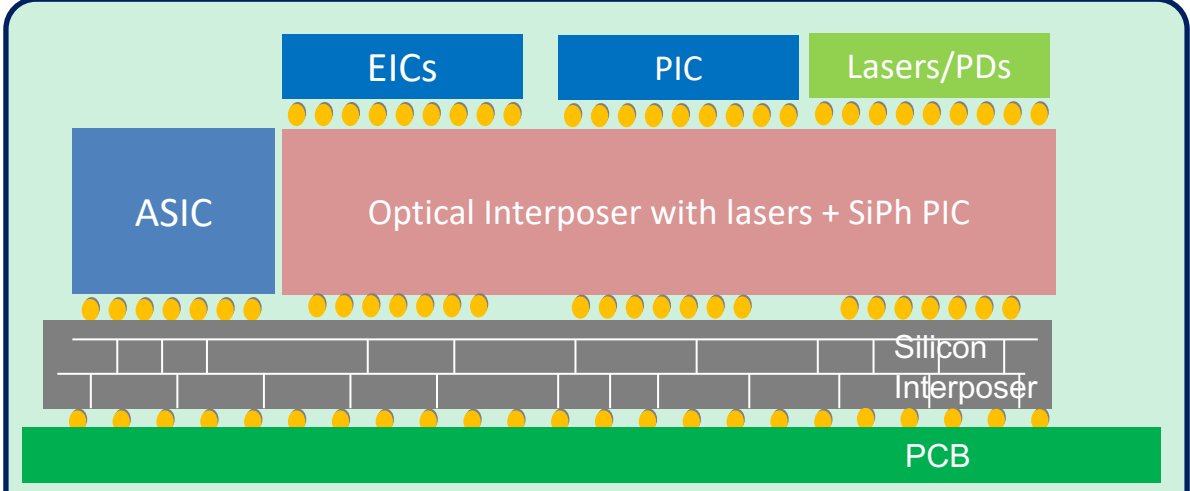 EICs
PIC
Lasers/PDs
ASIC
Optical Interposer with lasers + SiPh PIC
Silicon
Interposer
PCB